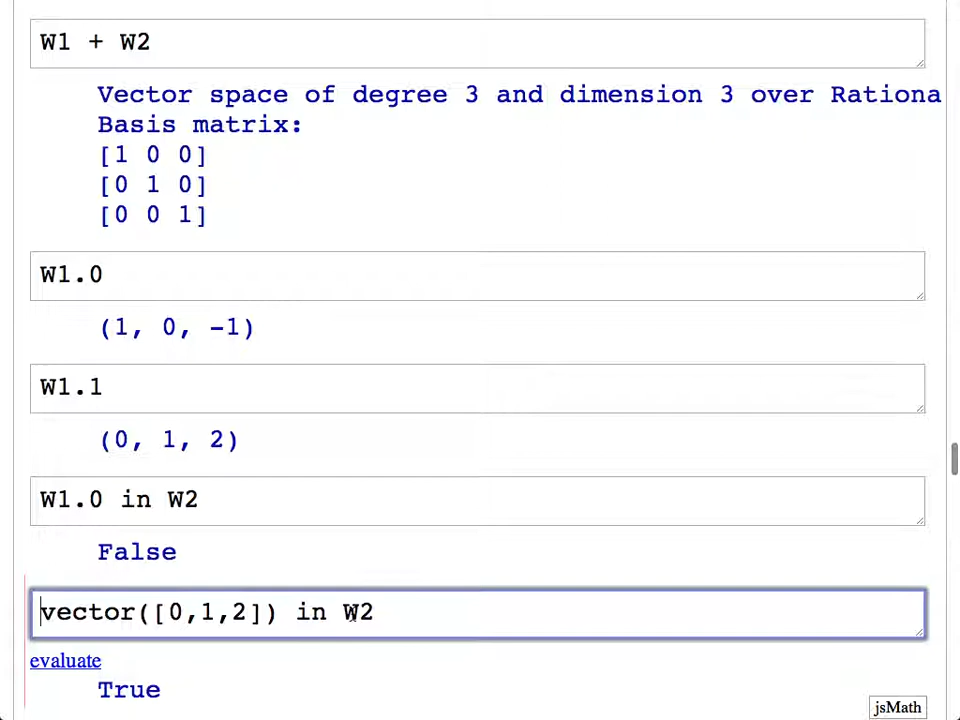 W1 + W2
Vector space of degree 3 and dimension 3 over Rationa
Basis matrix:
[1 0 0]
[0 1 0]
[0 0 1]
W1.0
(1, 0, -1)
W1.1
(0, 1, 2)
W1.0 in W2
False
vector([0,1,2]) in W2
evaluate
True
jsMath